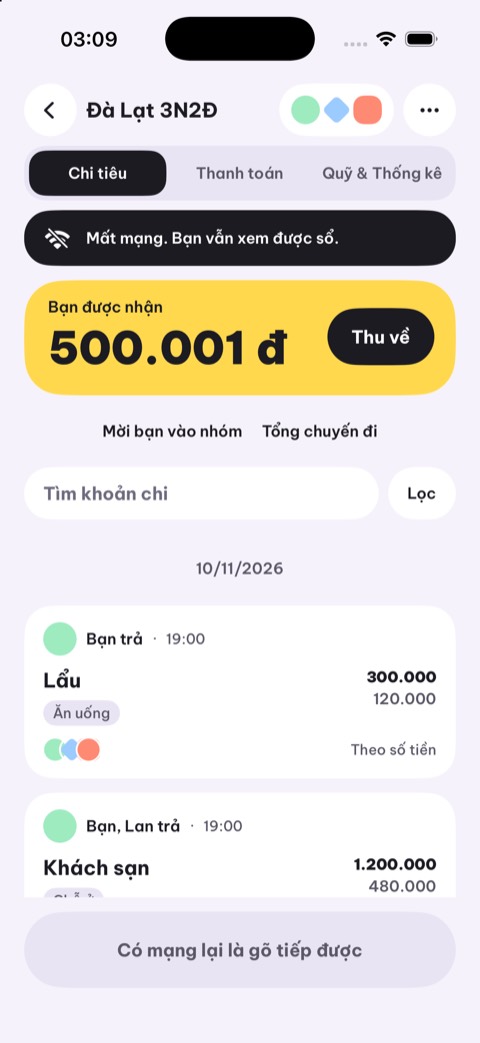 03:09
Đà Lạt 3N2Đ
Chi tiêu Thanh toán Quỹ & Thống kê
Mất mạng. Bạn vẫn xem được sổ.
Bạn được nhận
500.001 đ
Thu về
Mời bạn vào nhóm Tổng chuyến đi
Tìm khoản chi
Lọc
10/11/2026
Bạn trả · 19:00
Lẩu
300.000
120.000
Ăn uống
Theo số tiền
Bạn, Lan trả · 19:00
Khách sạn
1.200.000
480.000
Có mạng lại là gõ tiếp được